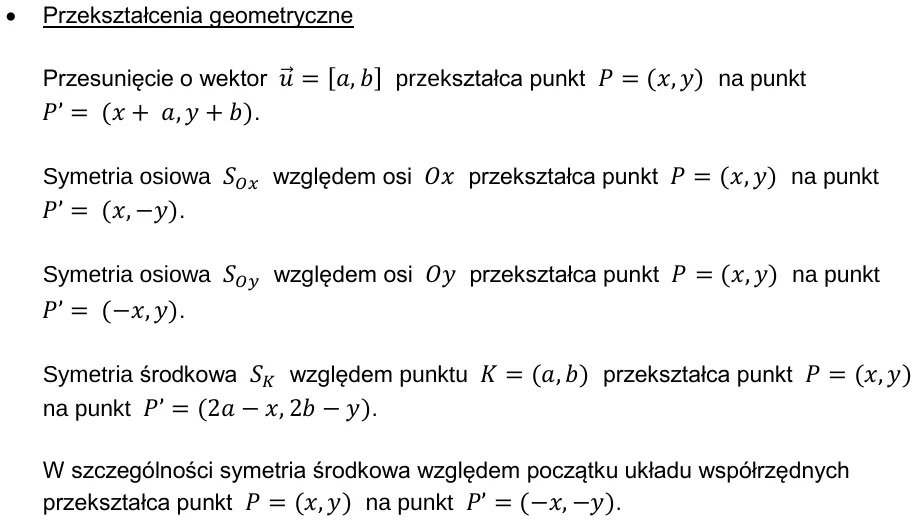 • Przekształcenia geometryczne
Przesunięcie o wektor u⃗ = [a, b] przekształca punkt P = (x, y) na punkt
P’ = (x + a, y + b).
Symetria osiowa S_Ox względem osi Ox przekształca punkt P = (x, y) na punkt
P’ = (x, −y).
Symetria osiowa S_Oy względem osi Oy przekształca punkt P = (x, y) na punkt
P’ = (−x, y).
Symetria środkowa S_K względem punktu K = (a, b) przekształca punkt P = (x, y)
na punkt P’ = (2a − x, 2b − y).
W szczególności symetria środkowa względem początku układu współrzędnych
przekształca punkt P = (x, y) na punkt P’ = (−x, −y).